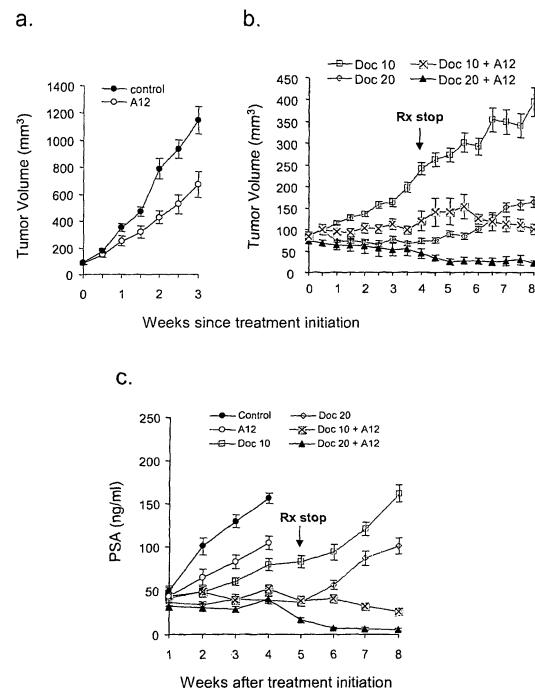 a.
Tumor Volume (mm³)
1400
1200
1000
800
600
400
200
0
control
A12
0 1 2 3
b.
Tumor Volume (mm³)
450
400
350
300
250
200
150
100
50
0
Doc 10
Doc 10 + A12
Doc 20
Doc 20 + A12
Rx stop
0 1 2 3 4 5 6 7 8
Weeks since treatment initiation
c.
PSA (ng/ml)
250
200
150
100
50
0
Control
Doc 20
A12
Doc 10 + A12
Doc 10
Doc 20 + A12
Rx stop
1 2 3 4 5 6 7 8
Weeks after treatment initiation